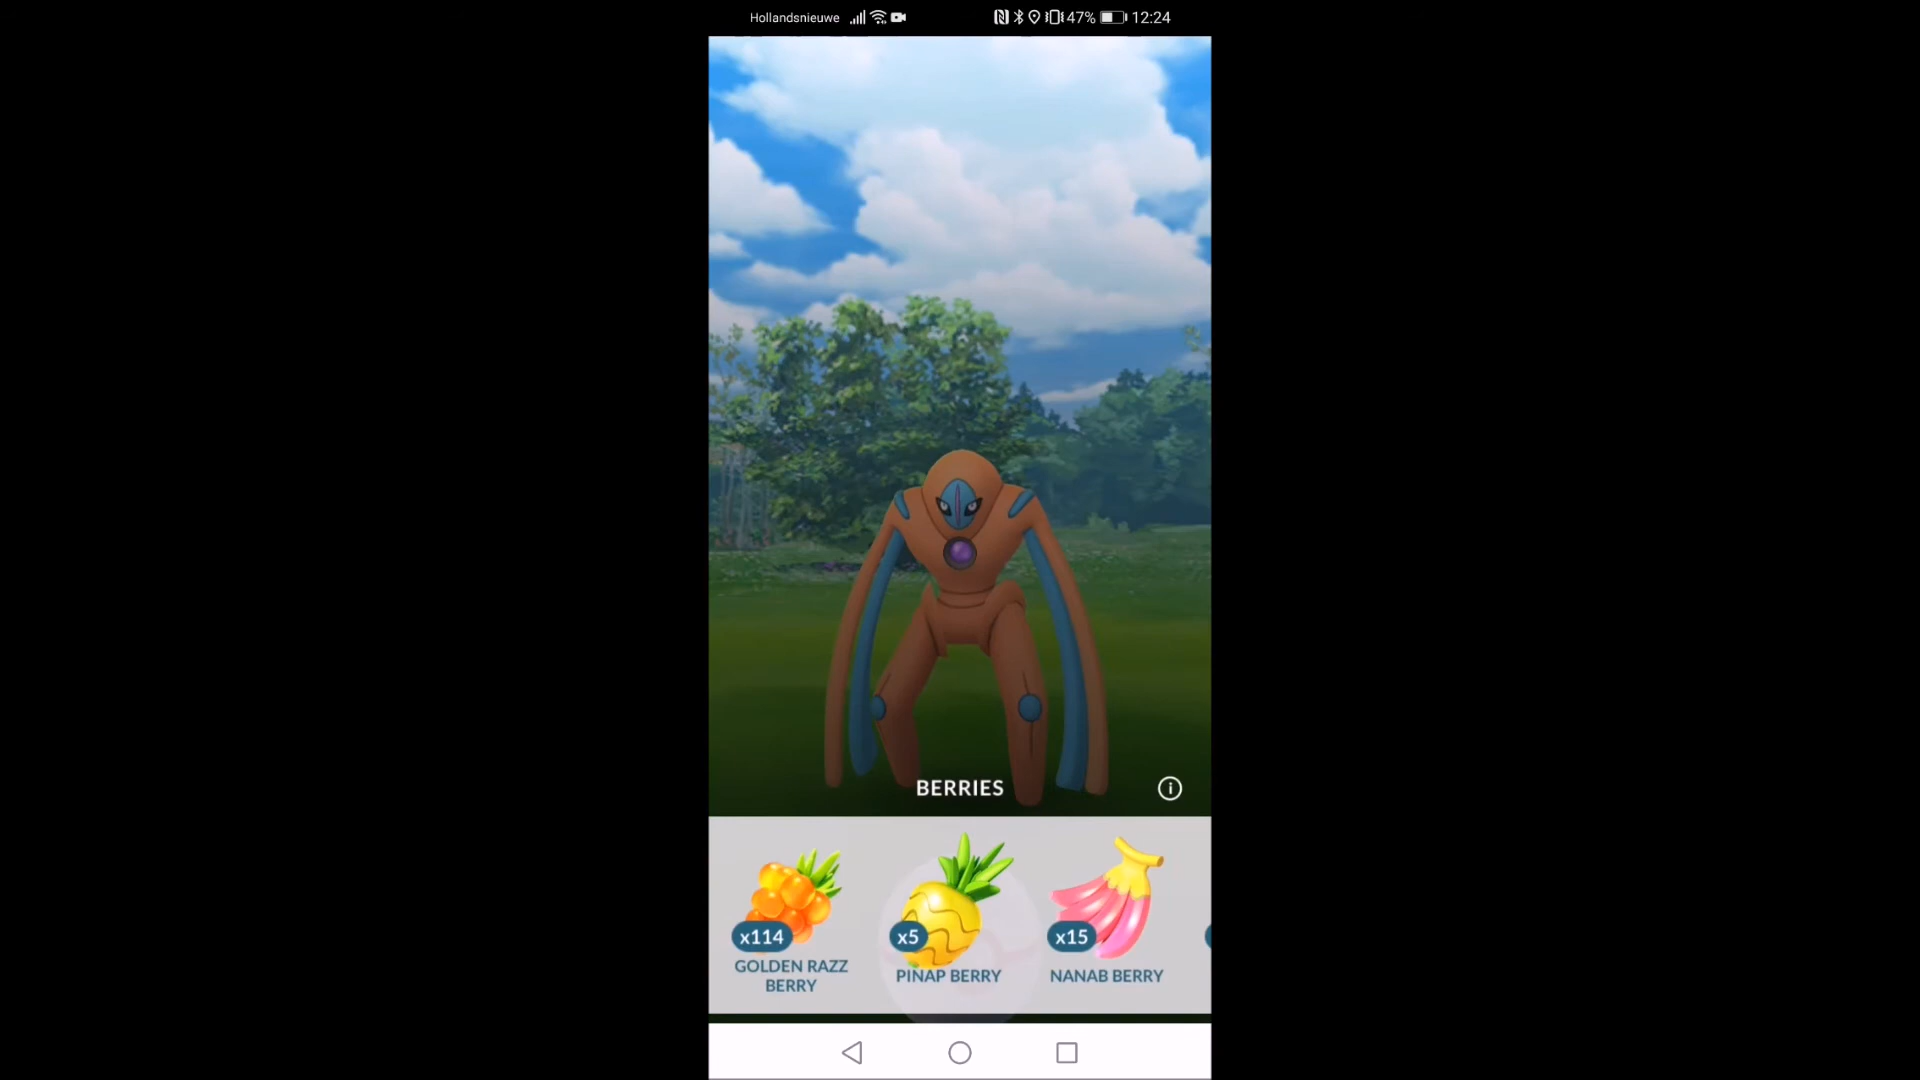 Hollandsnieuwe 47% 12:24
BERRIES
x114 x5 x15
GOLDEN RAZZ BERRY
PINAP BERRY
NANAB BERRY